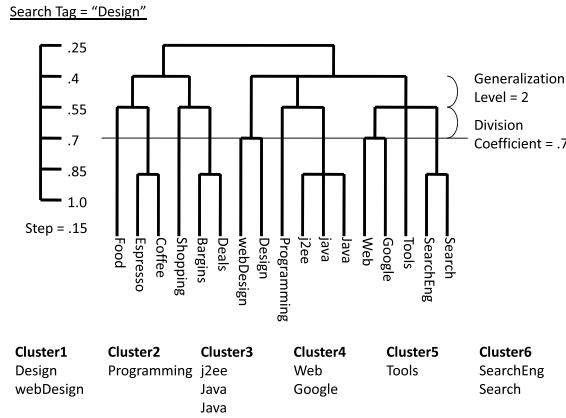 Search Tag = “Design”
.25
.4
.55
.7
.85
1.0
Step = .15
Generalization
Level = 2
Division
Coefficient = .7
Food
Espresso
Coffee
Shopping
Bargins
Deals
webDesign
Design
Programming
j2ee
java
Java
Web
Google
Tools
SearchEng
Search
Cluster1 Cluster2 Cluster3 Cluster4 Cluster5 Cluster6
Design Programming j2ee Web Tools SearchEng
webDesign Java Google Search
Java